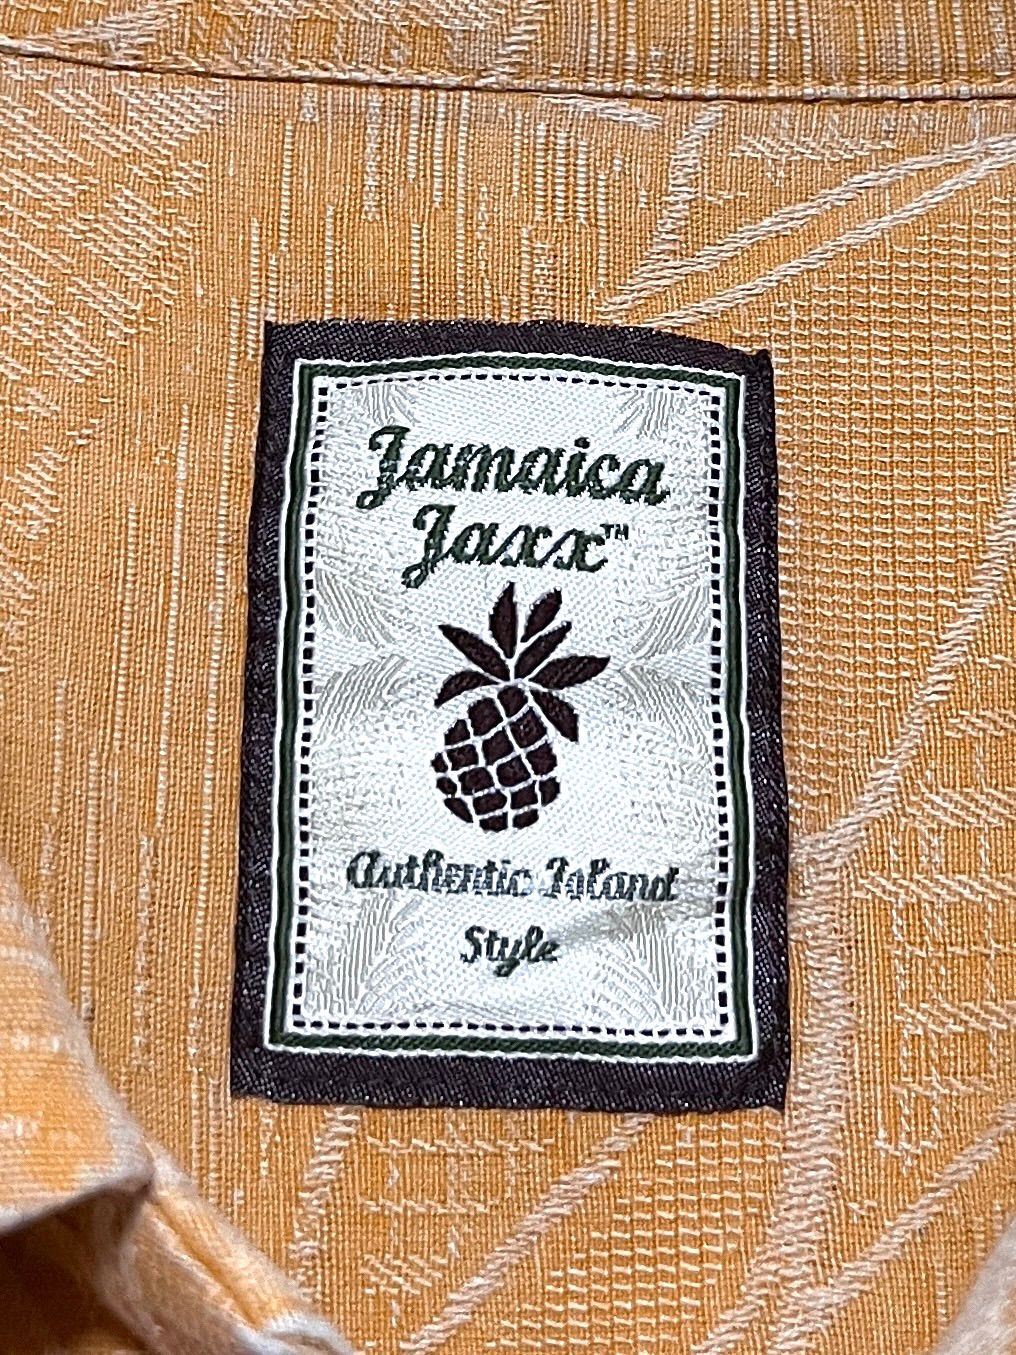 Jamaica
Jaxx™
Authentic Island
Style